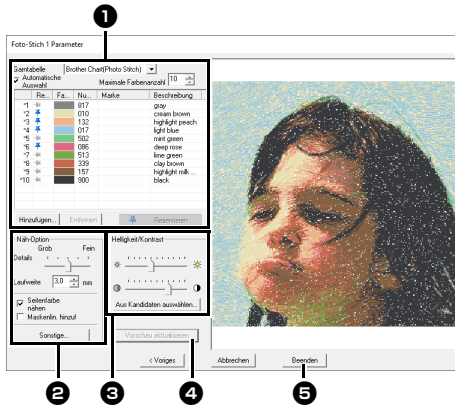 1
Foto-Stich 1 Parameter
Garntabelle Brother Chart(Photo Stitch)
Automatische Auswahl Maximale Farbenanzahl 10
Re... Fa... Nu... Marke Beschreibung
*1 817 gray
*2 010 cream brown
*3 132 highlight peach
*4 017 light blue
*5 502 mint green
*6 086 deep rose
*7 513 lime green
*8 339 clay brown
*9 157 highlight milk ...
*10 900 black
Hinzufügen... Entfernen Reservieren
Näh-Option
Grob Fein
Details
Laufweite 3,0 mm
Seitenfarbe nähen
Maskenlin. hinzuf
Sonstige...
Helligkeit/Kontrast
Aus Kandidaten auswählen...
Vorschau aktualisieren
< Voriges Abbrechen Beenden
2 3 4 5